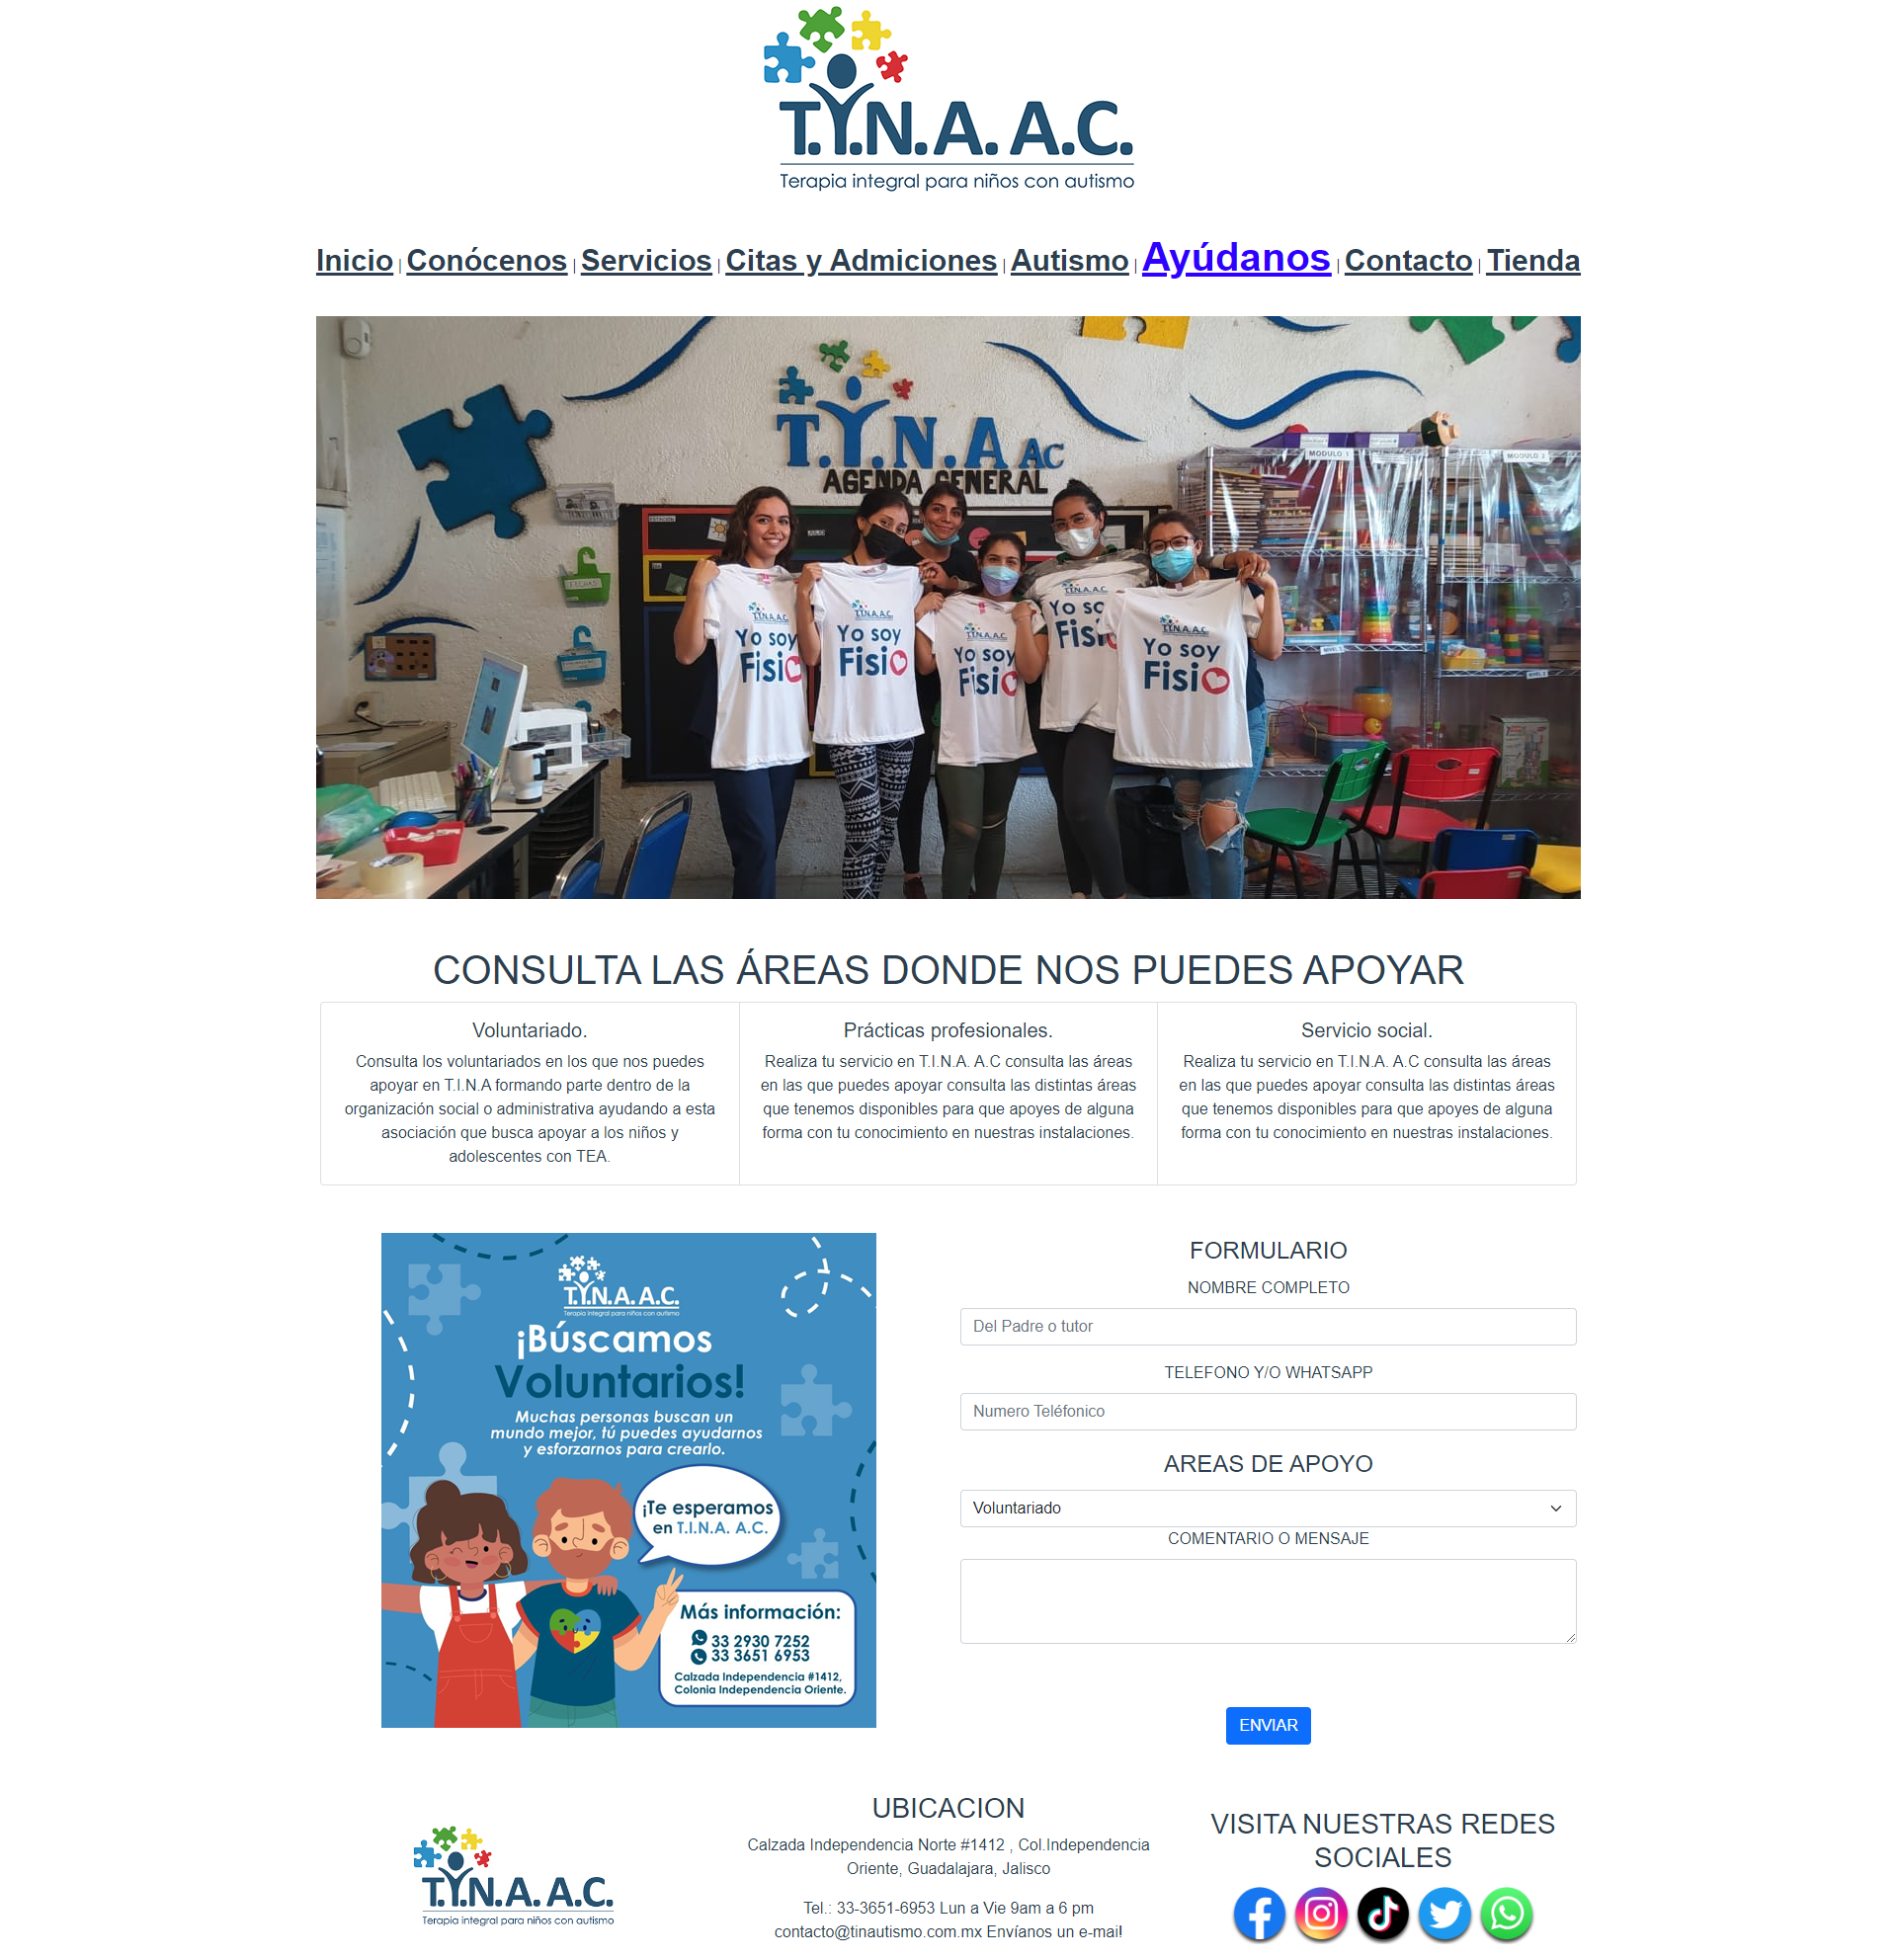 T.I.N.A. A.C.
Terapia integral para niños con autismo
Inicio | Conócenos | Servicios | Citas y Admiciones | Autismo | Ayúdanos | Contacto | Tienda
T.I.N.A AC
AGENDA GENERAL
MODULO 1
MODULO 2
T.I.N.A.A.C.
Yo soy
Fisi
T.I.N.A.A.C.
Yo soy
Fisi
T.I.N.A.A.C.
Yo soy
Fisi
T.I.N.A.A.C.
Yo so
Fisi
T.I.N.A.A.C.
Yo soy
Fisi
CONSULTA LAS ÁREAS DONDE NOS PUEDES APOYAR
Voluntariado.
Consulta los voluntariados en los que nos puedes
apoyar en T.I.N.A formando parte dentro de la
organización social o administrativa ayudando a esta
asociación que busca apoyar a los niños y
adolescentes con TEA.
Prácticas profesionales.
Realiza tu servicio en T.I.N.A. A.C consulta las áreas
en las que puedes apoyar consulta las distintas áreas
que tenemos disponibles para que apoyes de alguna
forma con tu conocimiento en nuestras instalaciones.
Servicio social.
Realiza tu servicio en T.I.N.A. A.C consulta las áreas
en las que puedes apoyar consulta las distintas áreas
que tenemos disponibles para que apoyes de alguna
forma con tu conocimiento en nuestras instalaciones.
T.I.N.A. A.C.
Terapia integral para niños con autismo
¡Búscamos
Voluntarios!
Muchas personas buscan un
mundo mejor, tú puedes ayudarnos
y esforzarnos para crearlo.
¡Te esperamos
en T.I.N.A. A.C.
Más información:
33 2930 7252
33 3651 6953
Calzada Independencia #1412,
Colonia Independencia Oriente.
FORMULARIO
NOMBRE COMPLETO
Del Padre o tutor
TELEFONO Y/O WHATSAPP
Numero Teléfonico
AREAS DE APOYO
Voluntariado
COMENTARIO O MENSAJE
ENVIAR
T.I.N.A. A.C.
Terapia integral para niños con autismo
UBICACION
Calzada Independencia Norte #1412 , Col.Independencia
Oriente, Guadalajara, Jalisco
Tel.: 33-3651-6953 Lun a Vie 9am a 6 pm
contacto@tinautismo.com.mx Envíanos un e-mail!
VISITA NUESTRAS REDES
SOCIALES